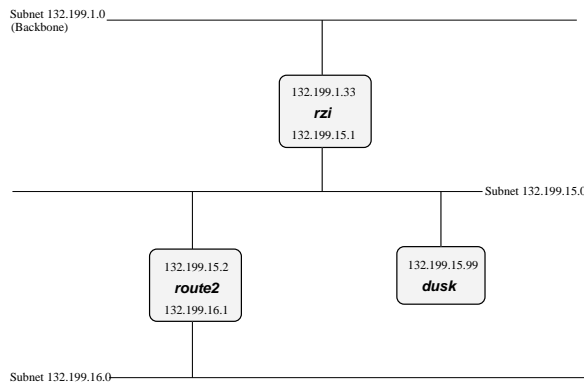 Subnet 132.199.1.0
(Backbone)
132.199.1.33
rzi
132.199.15.1
Subnet 132.199.15.0
132.199.15.2
route2
132.199.16.1
132.199.15.99
dusk
Subnet 132.199.16.0